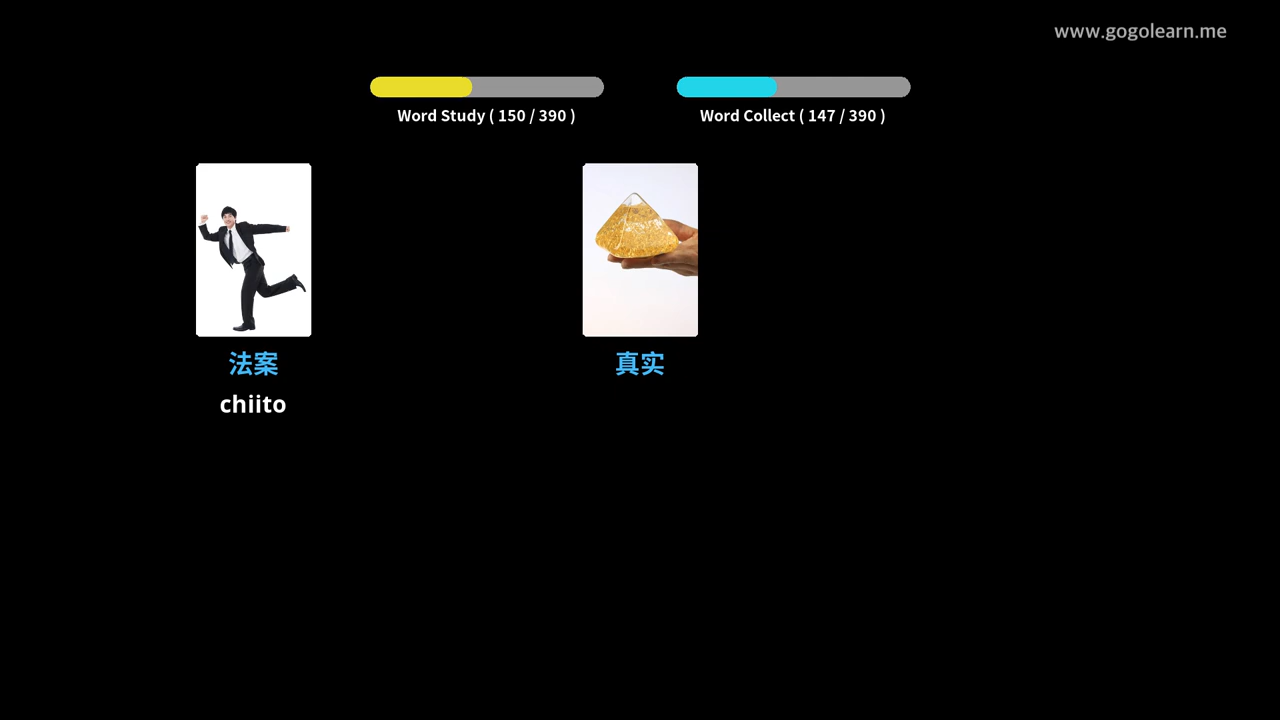 www.gogolearn.me
Word Study ( 150 / 390 )
Word Collect ( 147 / 390 )
法案
真实
chiito